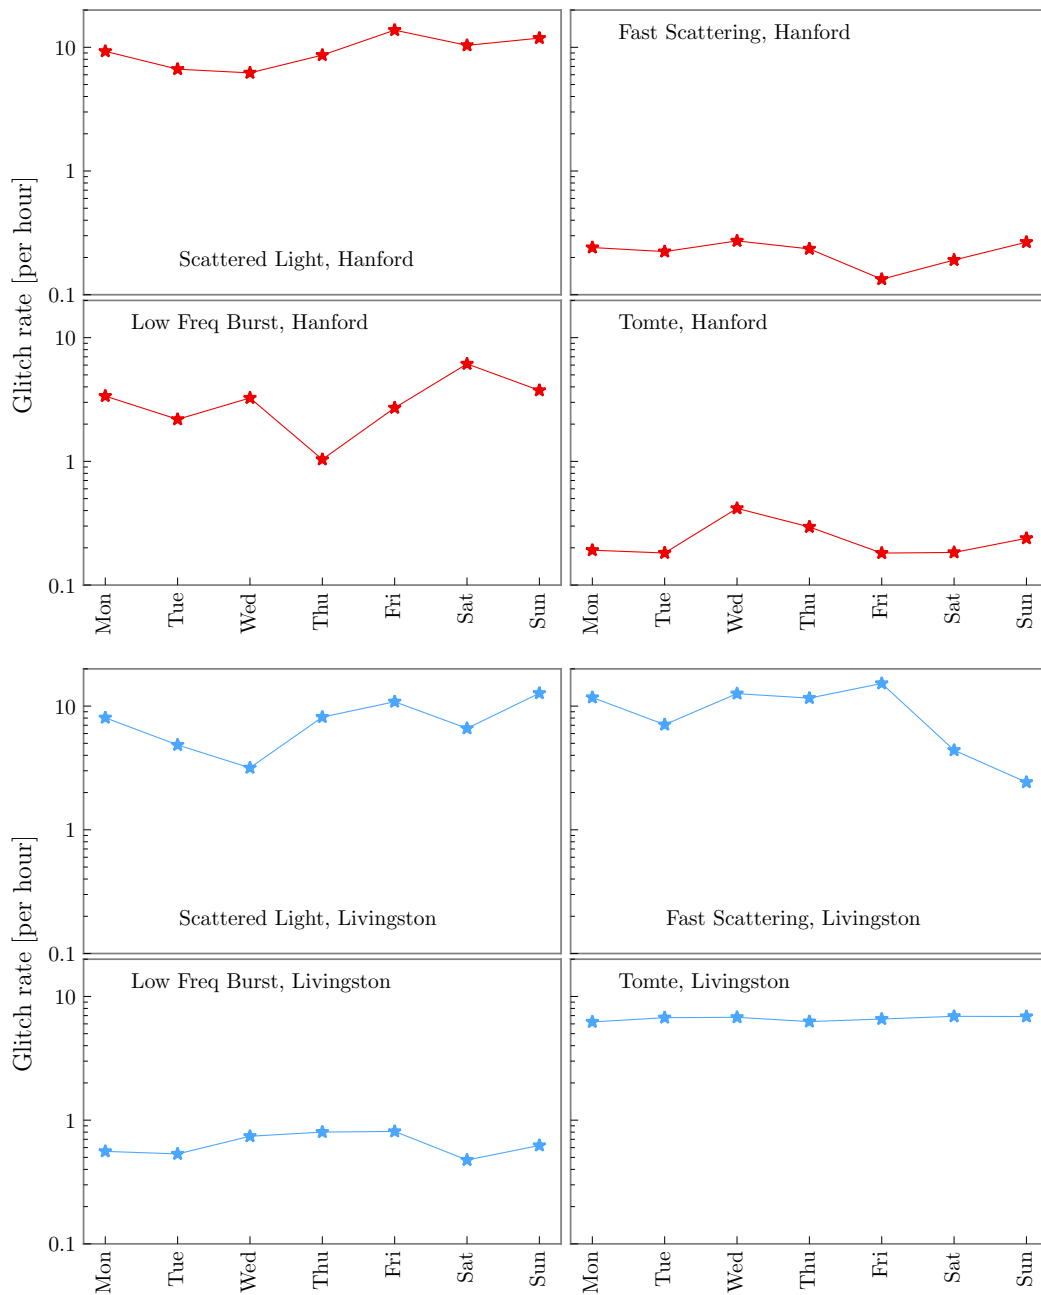 Glitch rate [per hour]
10
1
0.1
Scattered Light, Hanford
Fast Scattering, Hanford
10
1
0.1
Low Freq Burst, Hanford
Tomte, Hanford
Mon Tue Wed Thu Fri Sat Sun
Mon Tue Wed Thu Fri Sat Sun
Glitch rate [per hour]
10
1
0.1
Scattered Light, Livingston
Fast Scattering, Livingston
10
1
0.1
Low Freq Burst, Livingston
Tomte, Livingston
Mon Tue Wed Thu Fri Sat Sun
Mon Tue Wed Thu Fri Sat Sun